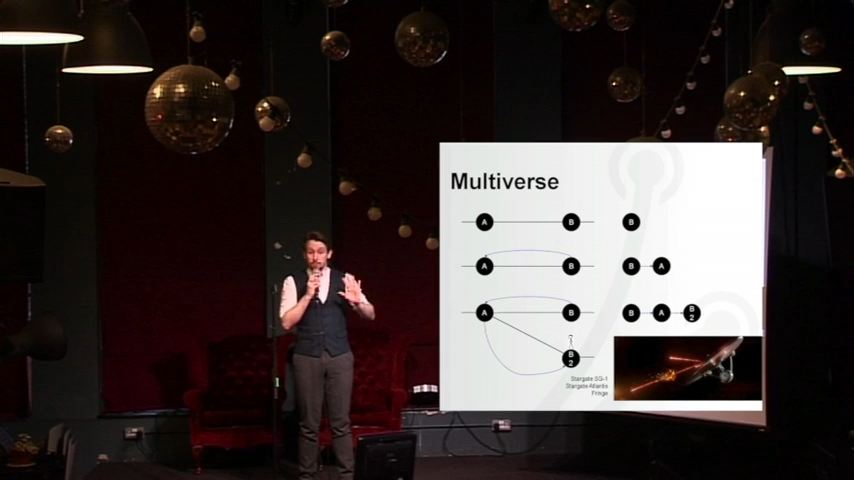 Multiverse
A B B
A B B A
A B B A B
2
B
2
Stargate SG-1
Stargate Atlantis
Fringe